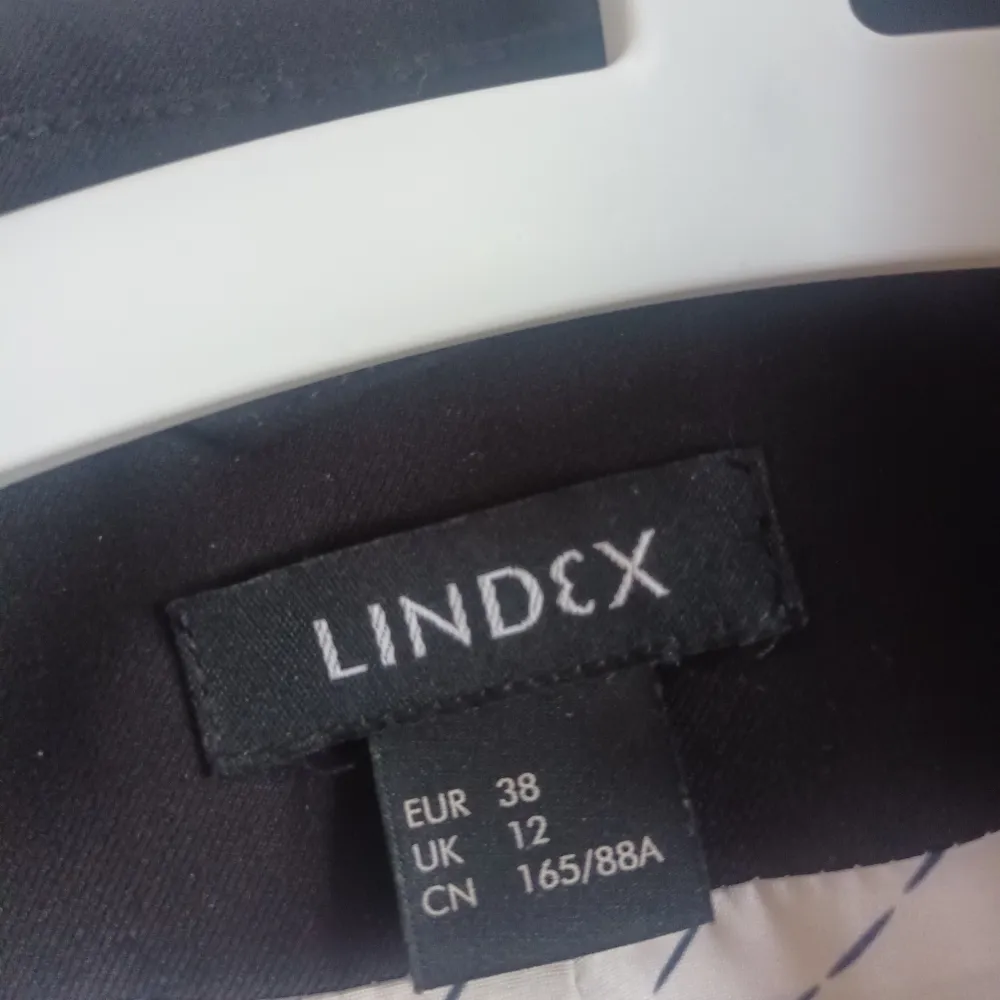 LINDEX
EUR 38
UK 12
CN 165/88A